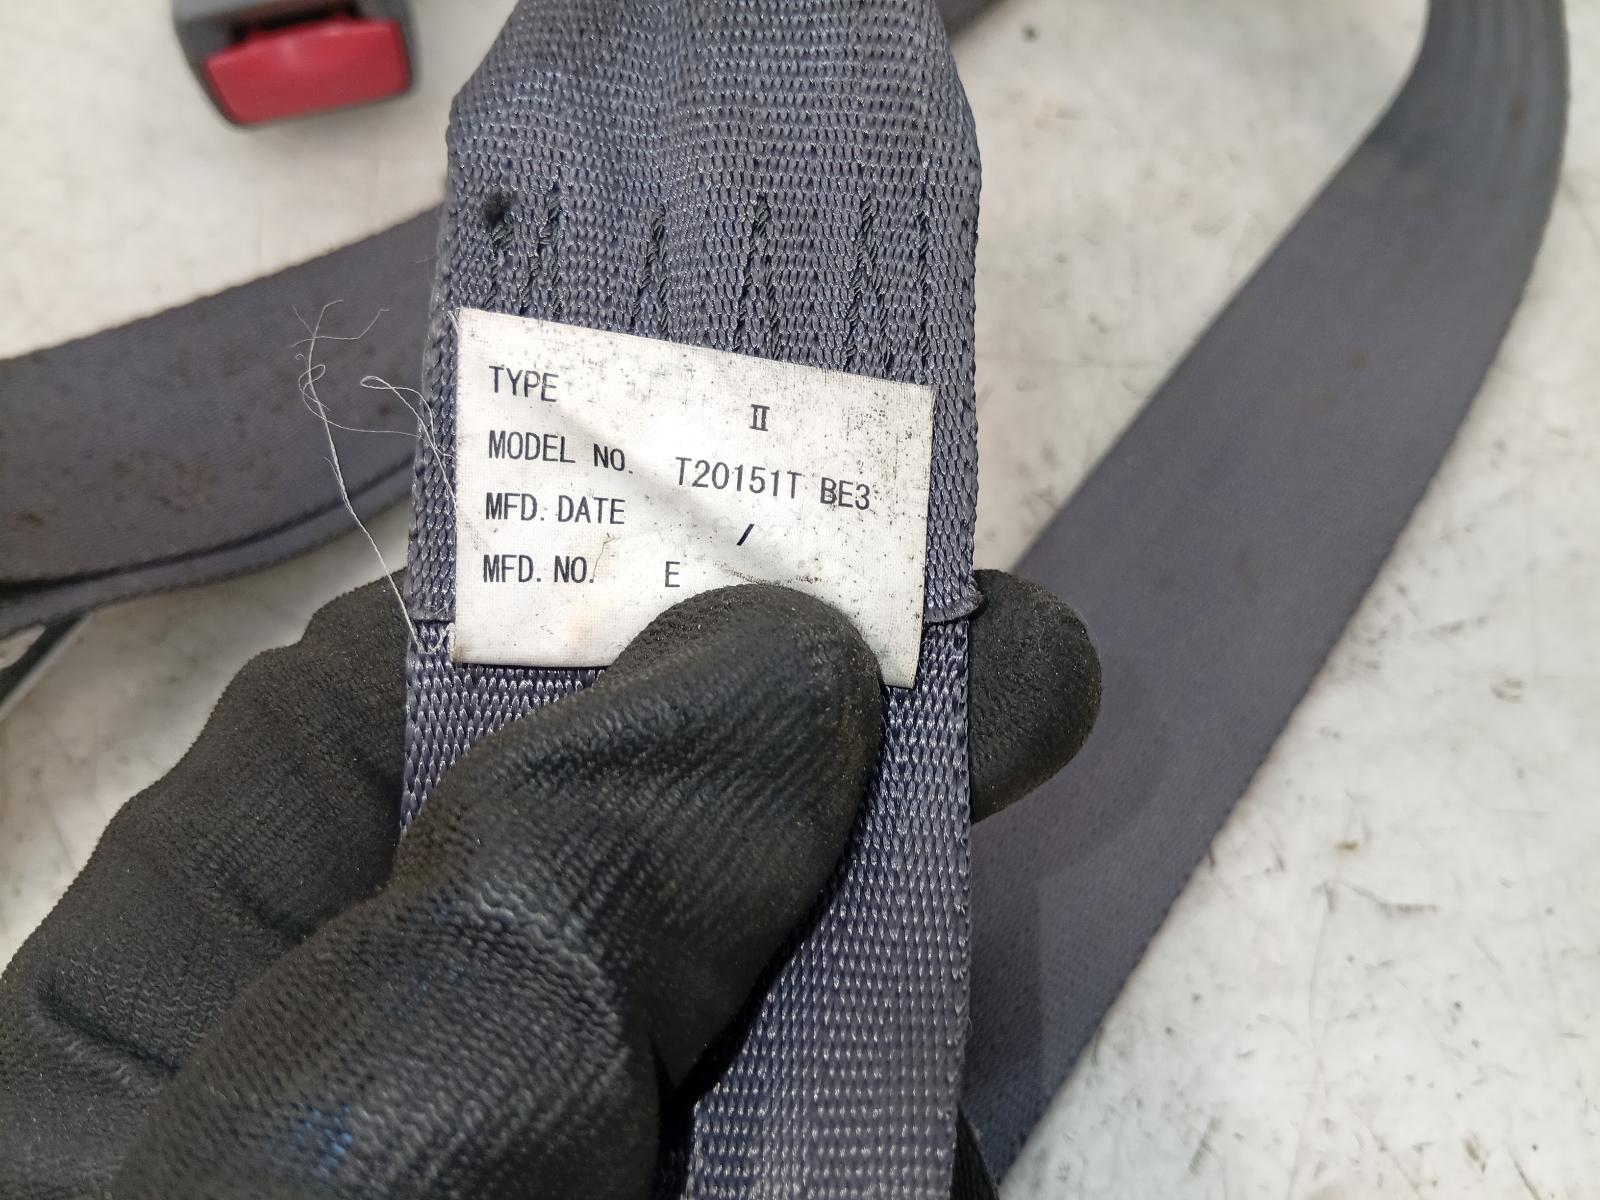 TYPE II
MODEL NO. T20151T BE3
MFD. DATE /
MFD. NO. E